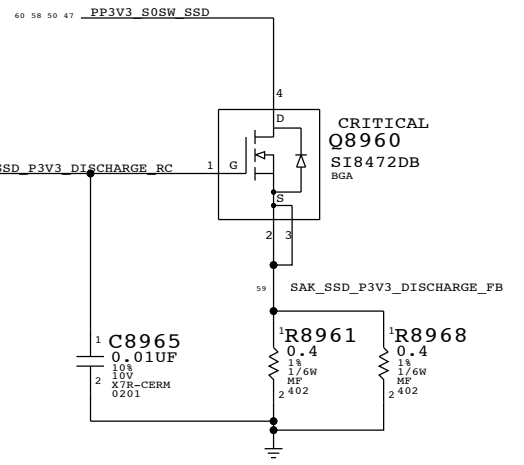 60 58 50 47 PP3V3_S0SW_SSD
4
D
CRITICAL
Q8960
SI8472DB
BGA
1 G
SSD_P3V3_DISCHARGE_RC
S
2 3
59 SAK_SSD_P3V3_DISCHARGE_FB
1 C8965
0.01UF
10%
10V
2 X7R-CERM
0201
1 R8961
0.4
1%
1/6W
MF
2 402
1 R8968
0.4
1%
1/6W
MF
2 402